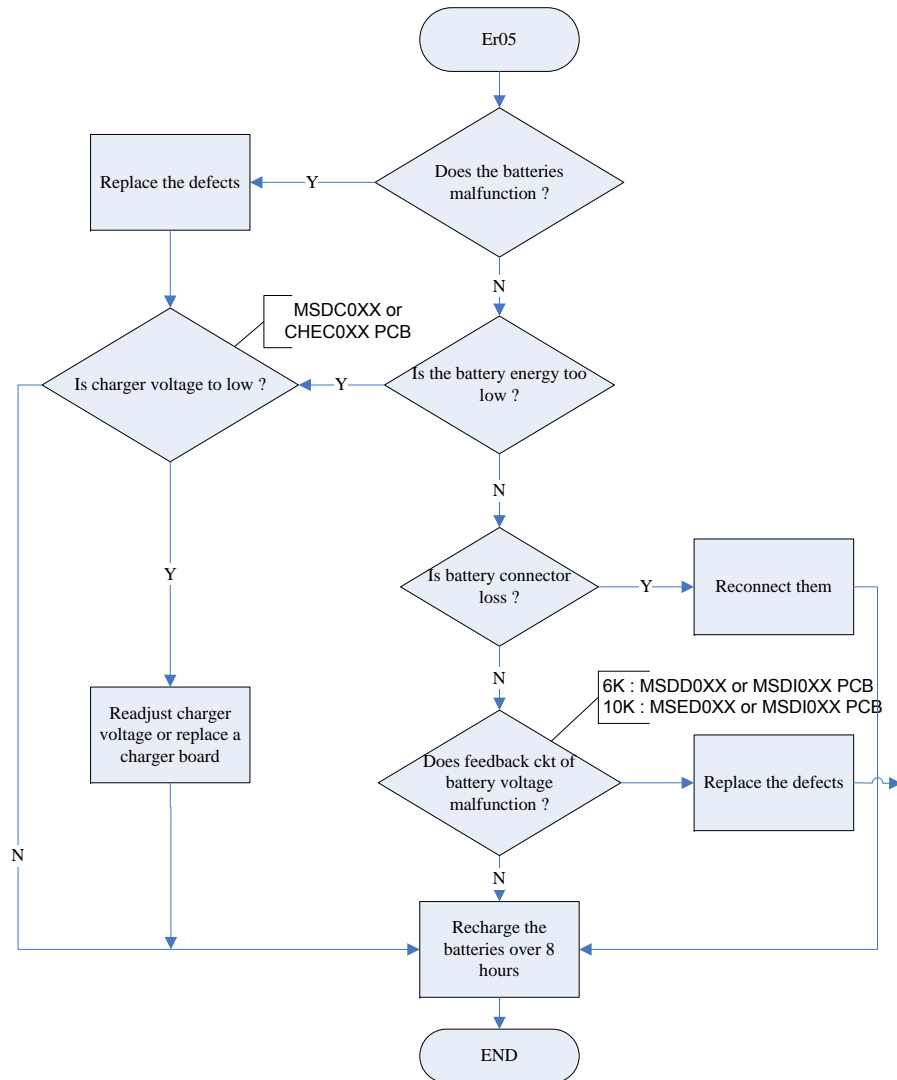 Er05
Does the batteries
malfunction ?
Y
Replace the defects
N
MSDC0XX or
CHEC0XX PCB
Is charger voltage to low ?
Y
Is the battery energy too
low ?
N
Y
Is battery connector
loss ?
Y
Reconnect them
N
6K : MSDD0XX or MSDI0XX PCB
10K : MSED0XX or MSDI0XX PCB
Readjust charger
voltage or replace a
charger board
Does feedback ckt of
battery voltage
malfunction ?
Replace the defects
N
N
Recharge the
batteries over 8
hours
END